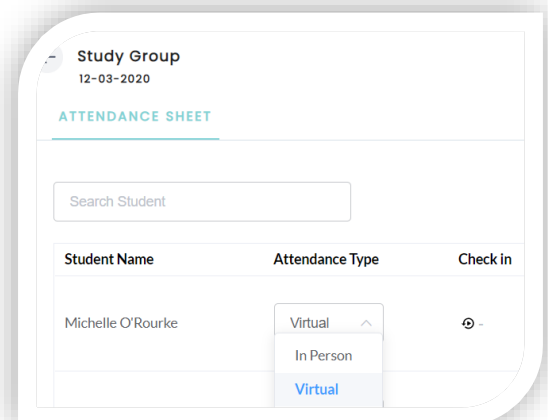 Study Group
12-03-2020
ATTENDANCE SHEET
Search Student
Student Name Attendance Type Check in
Michelle O'Rourke Virtual -
In Person
Virtual